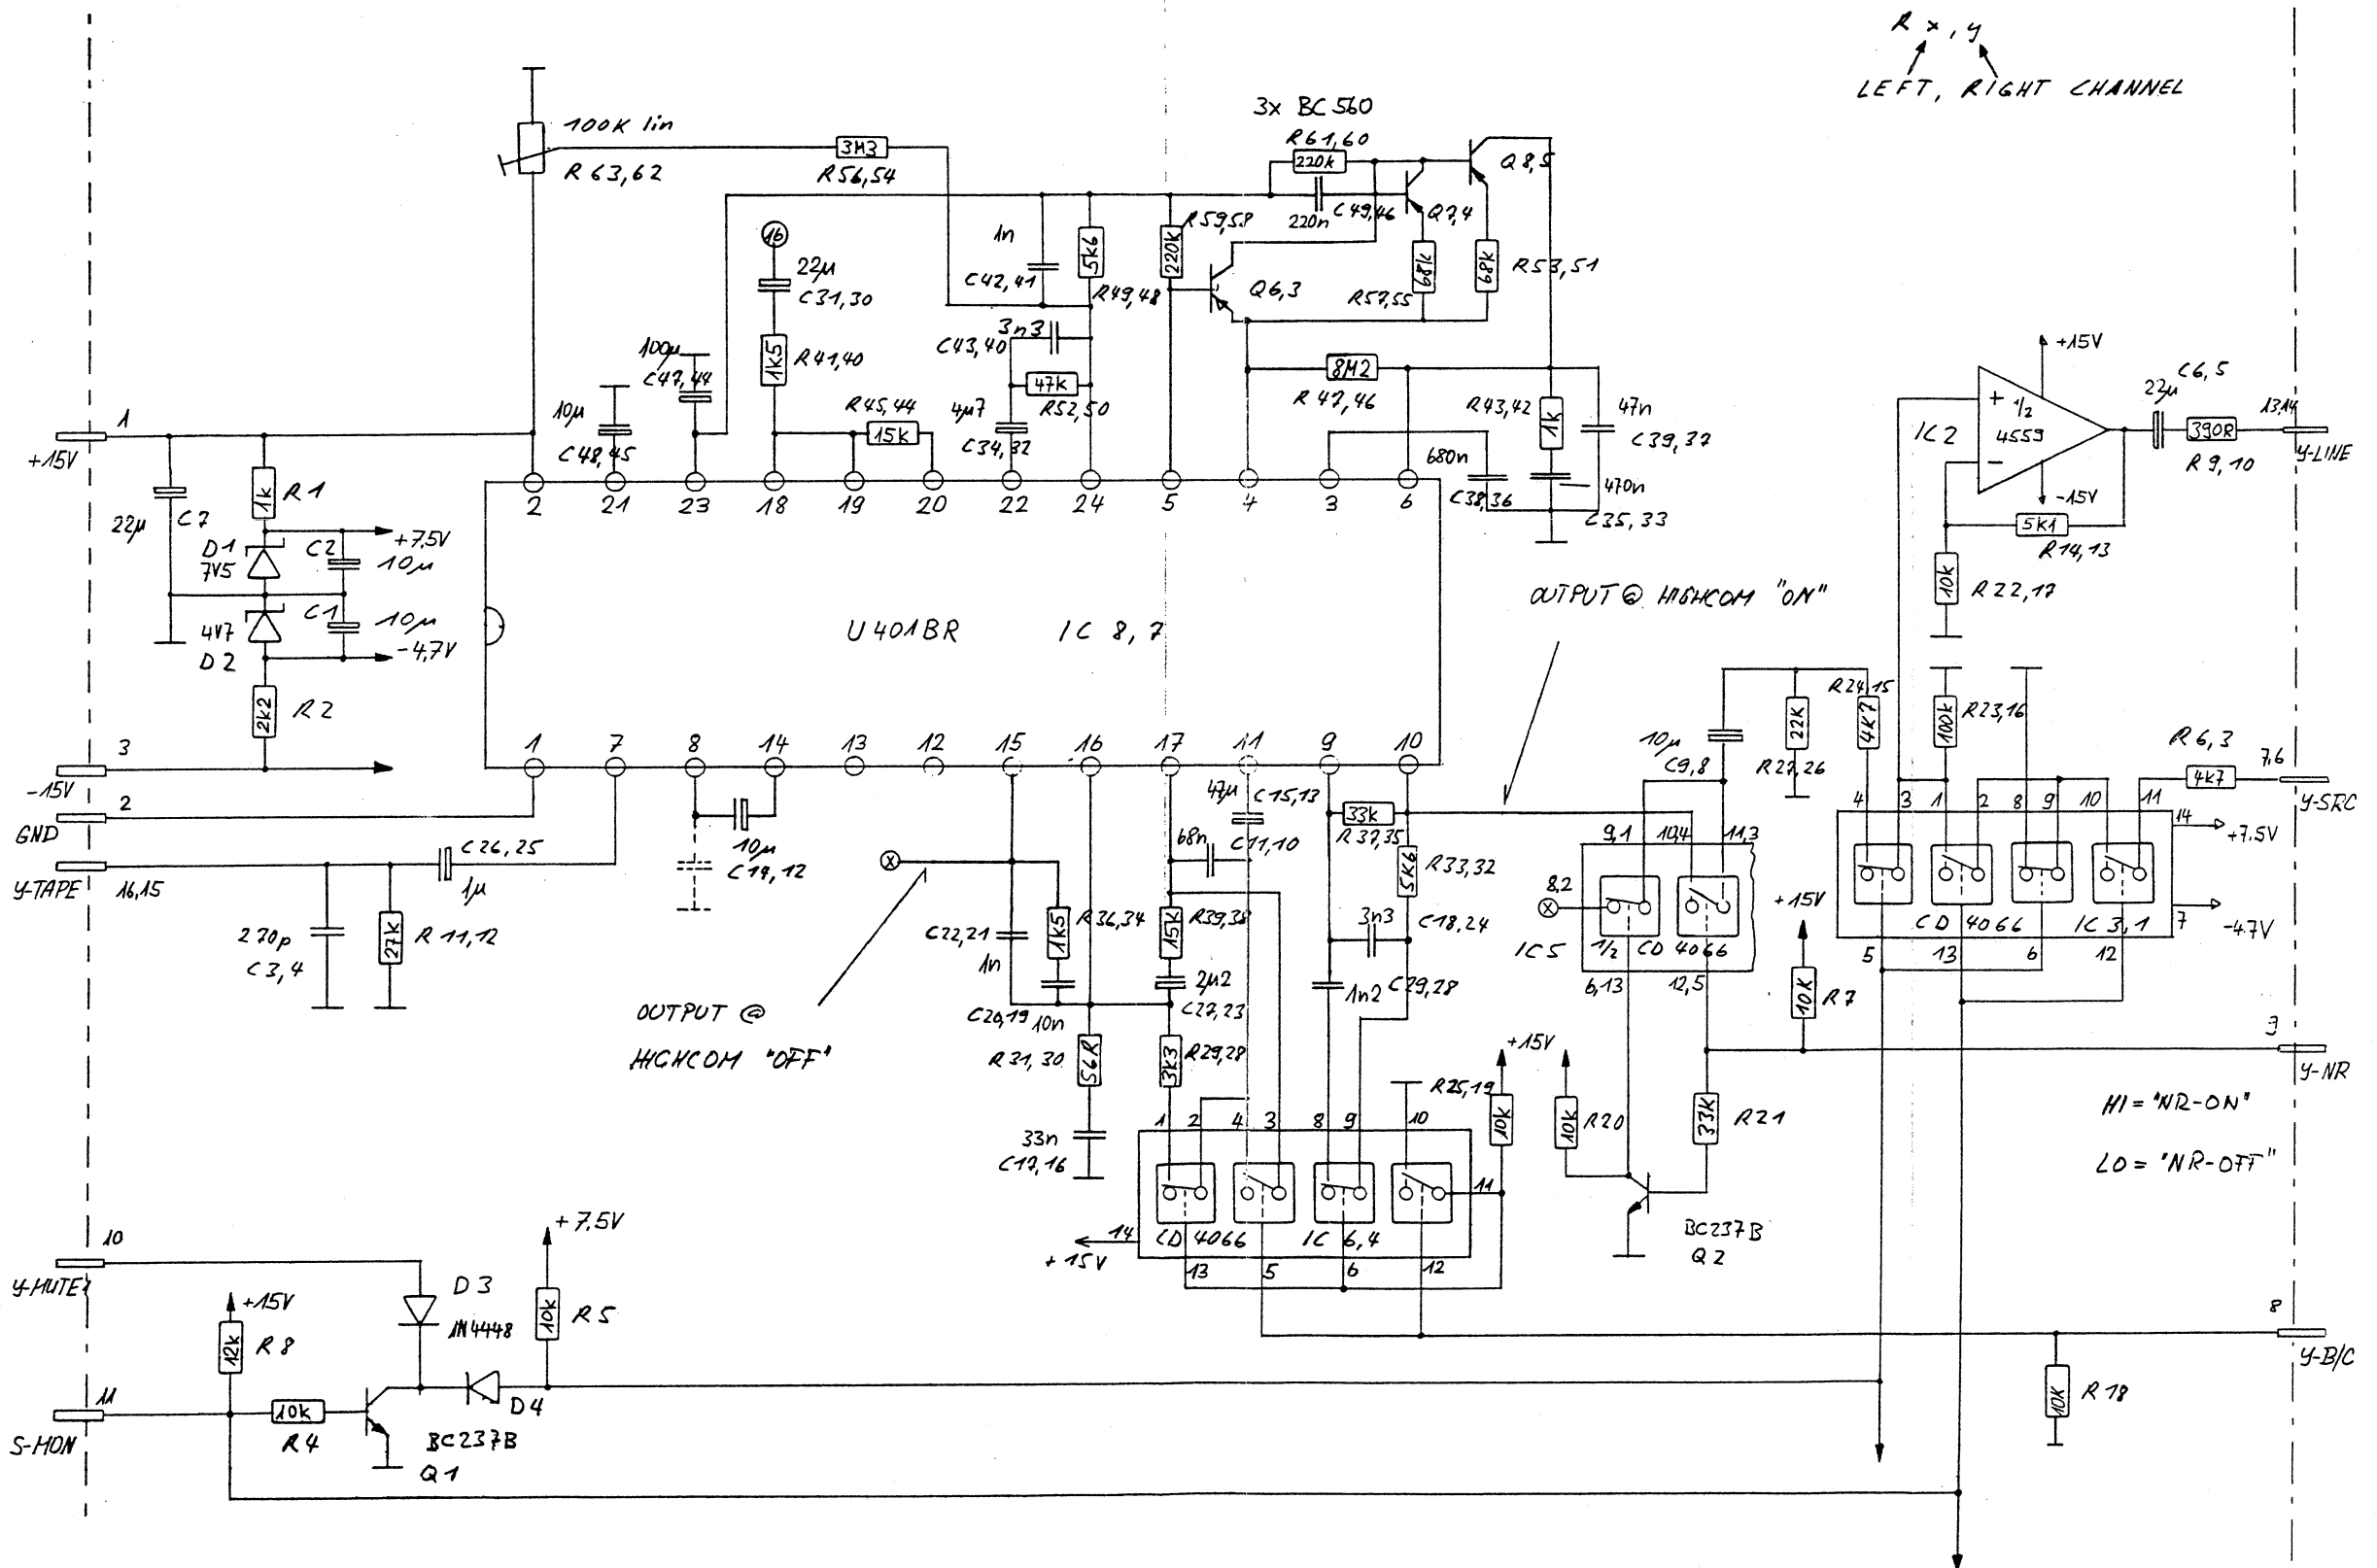 R x, y
LEFT, RIGHT CHANNEL
3x BC 560
R61,60
220k
Q 8,5
100K lin
3M3
R 63,62
R56,54
R59,58
220n
C49,46
Q7,4
16
1n
5k6
220K
22µ
C42,41
C31,30
R49,48
Q6,3
68k
68k
R53,51
R57,55
3n3
C43,40
100µ
C47,44
1K5
R41,40
47K
R52,50
8M2
R47,46
+15V
C6,5
22µ
10µ
C48,45
R45,44
15k
4µ7
C34,32
R43,42
1K
47n
C39,37
IC2
+
1/2
4559
-
390R
13,14
Y-LINE
R 9,10
1
+15V
680n
C38,36
470n
C35,33
-15V
1k
R1
22µ
C7
2
21
23
18
19
20
22
24
5
4
3
6
5K1
R14,13
+7.5V
D1
7V5
C2
10µ
10k
R22,17
OUTPUT @ HIGHCOM "ON"
C1
10µ
4V7
D2
-4,7V
U401BR
IC 8,7
2k2
R2
R24,15
4K7
100k
R23,16
22K
10µ
C9,8
R27,26
R6,3
4k7
7,6
Y-SRC
3
-15V
1
7
8
14
13
12
15
16
17
11
9
10
2
GND
47µ
C15,13
33k
R37,35
4
3
1
2
8
9
10
11
14
+7.5V
C26,25
1µ
Y-TAPE
16,15
10µ
C14,12
68n
C11,10
5K6
R33,32
9,1
10,4
11,3
8,2
IC5
1/2
CD 4066
6,13
12,5
+15V
CD 4066
IC 3,1
7
-4.7V
5
13
6
12
270p
C3,4
27K
R11,12
C22,21
1n
1K5
R36,34
15K
R39,38
3n3
C18,24
2µ2
C27,23
1n2
C29,28
10K
R7
OUTPUT @
HIGHCOM "OFF"
C20,19
10n
R31,30
56R
3K3
R29,28
R25,19
+15V
10k
10k
R20
33K
R21
Y-NR
HI = "NR-ON"
LO = "NR-OFF"
33n
C17,16
1
2
4
3
8
9
10
11
14
+15V
CD 4066
IC 6,4
13
5
6
12
BC237B
Q2
10
Y-MUTE
D3
1N4448
+7.5V
10k
R5
+15V
12k
R8
8
Y-B/C
10K
R18
11
S-MON
10k
R4
D4
BC237B
Q1